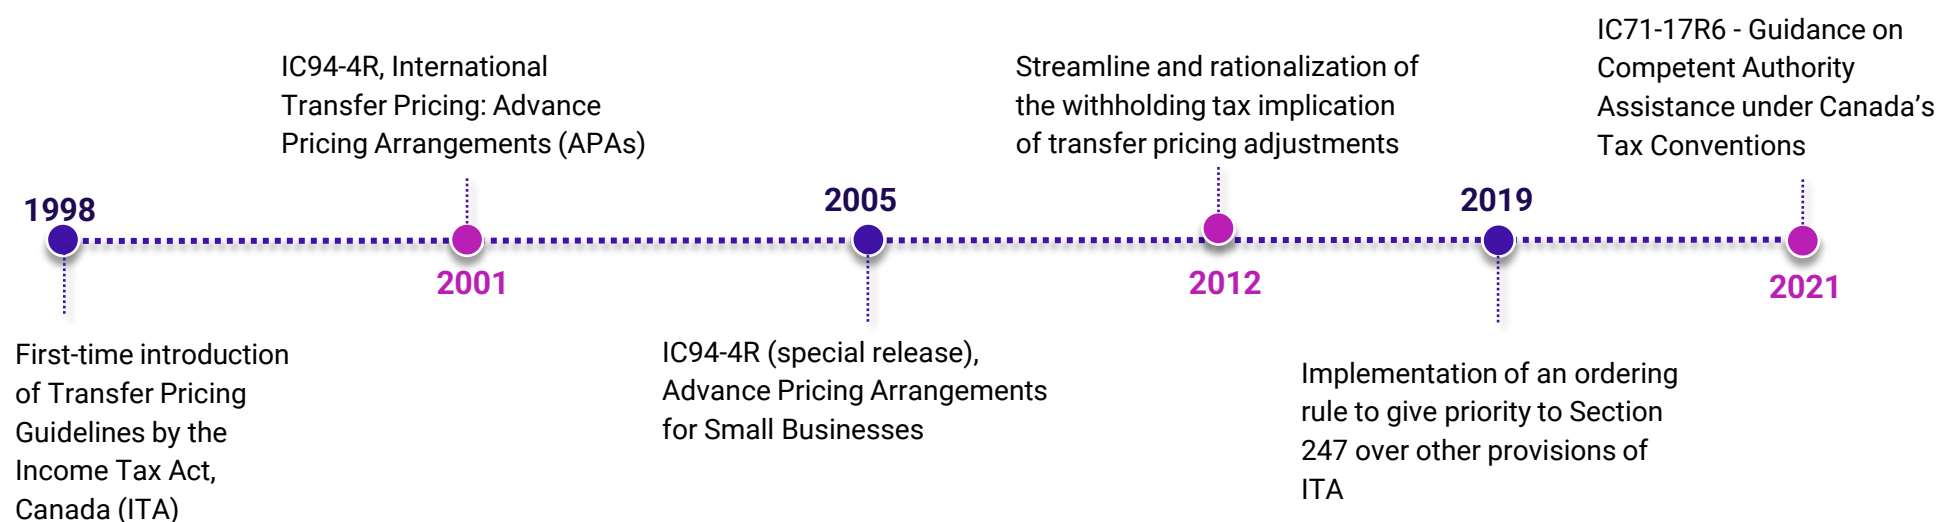 1998
First-time introduction
of Transfer Pricing
Guidelines by the
Income Tax Act,
Canada (ITA)
IC94-4R, International
Transfer Pricing: Advance
Pricing Arrangements (APAs)
2001
2005
IC94-4R (special release),
Advance Pricing Arrangements
for Small Businesses
Streamline and rationalization of
the withholding tax implication
of transfer pricing adjustments
2012
2019
Implementation of an ordering
rule to give priority to Section
247 over other provisions of
ITA
IC71-17R6 - Guidance on
Competent Authority
Assistance under Canada’s
Tax Conventions
2021